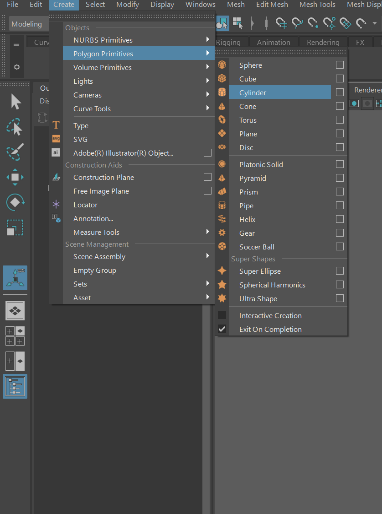 File Edit Create Select Modify Display Windows Mesh Edit Mesh Mesh Tools Mesh Displ
Modeling
Curv Rigging Animation Rendering FX
Objects
NURBS Primitives
Polygon Primitives
Volume Primitives
Lights
Cameras
Curve Tools
Type
SVG
Adobe(R) Illustrator(R) Object...
Construction Aids
Construction Plane
Free Image Plane
Locator
Annotation...
Measure Tools
Scene Management
Scene Assembly
Empty Group
Sets
Asset
Sphere
Cube
Cylinder
Cone
Torus
Plane
Disc
Platonic Solid
Pyramid
Prism
Pipe
Helix
Gear
Soccer Ball
Super Shapes
Super Ellipse
Spherical Harmonics
Ultra Shape
Interactive Creation
Exit On Completion
Ou
Dis
Renderer